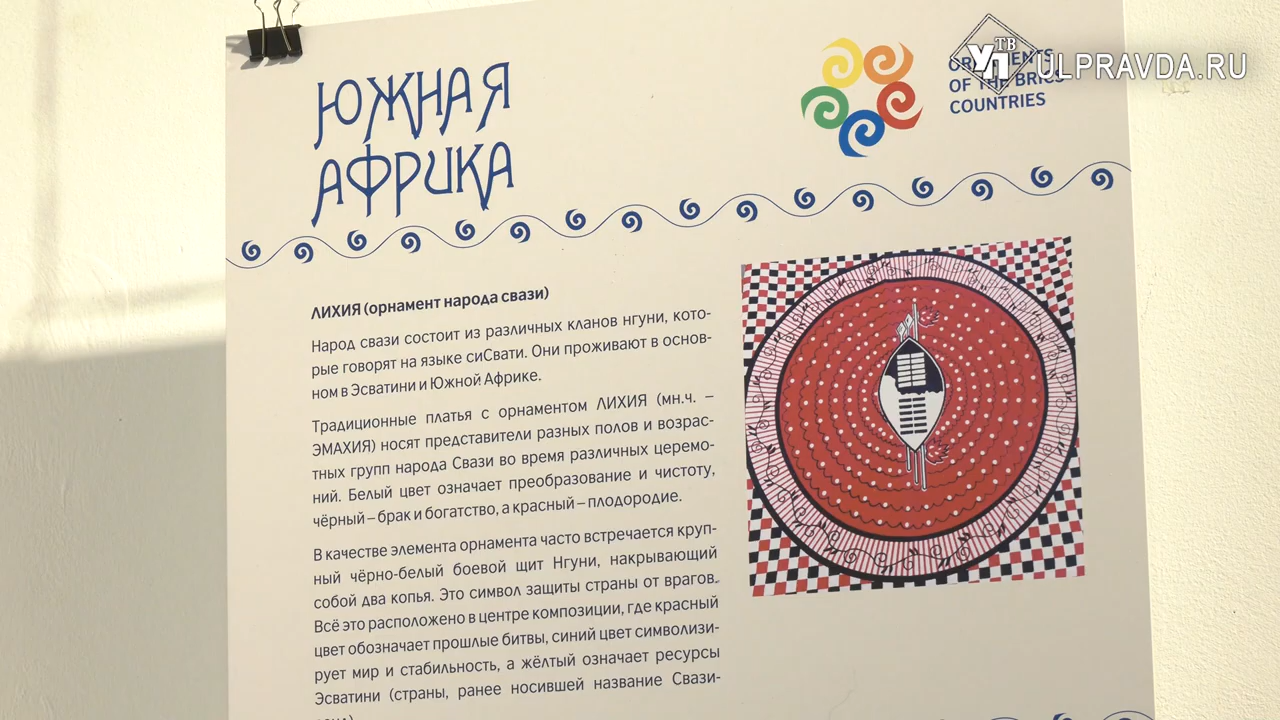 ЮЖНАЯ
АФРИКА
OF THE BRICS
COUNTRIES
УП ТВ ULPRAVDA.RU
ЛИХИЯ (орнамент народа свази)
Народ свази состоит из различных кланов нгуни, кото-
рые говорят на языке сиСвати. Они проживают в основ-
ном в Эсватини и Южной Африке.
Традиционные платья с орнаментом ЛИХИЯ (мн.ч. –
ЭМАХИЯ) носят представители разных полов и возрас-
тных групп народа Свази во время различных церемо-
ний. Белый цвет означает преобразование и чистоту,
чёрный – брак и богатство, а красный – плодородие.
В качестве элемента орнамента часто встречается круп-
ный чёрно-белый боевой щит Нгуни, накрывающий
собой два копья. Это символ защиты страны от врагов.
Всё это расположено в центре композиции, где красный
цвет обозначает прошлые битвы, синий цвет символизи-
рует мир и стабильность, а жёлтый означает ресурсы
Эсватини (страны, ранее носившей название Свази-